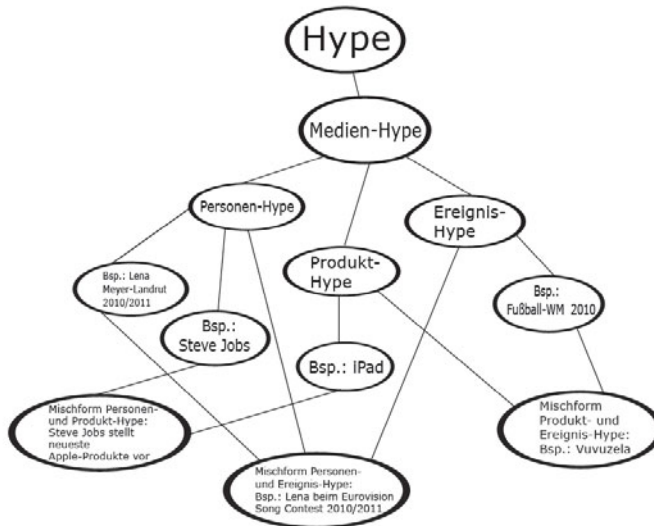 Hype
Medien-Hype
Personen-Hype
Ereignis-
Hype
Produkt-
Hype
Bsp.: Lena
Meyer-Landrut
2010/2011
Bsp.:
Fußball-WM 2010
Bsp.:
Steve Jobs
Bsp.: iPad
Mischform Personen-
und Produkt-Hype:
Steve Jobs stellt
neueste
Apple-Produkte vor
Mischform
Produkt- und
Ereignis-Hype:
Bsp.: Vuvuzela
Mischform Personen-
und Ereignis-Hype:
Bsp.: Lena beim Eurovision
Song Contest 2010/2011